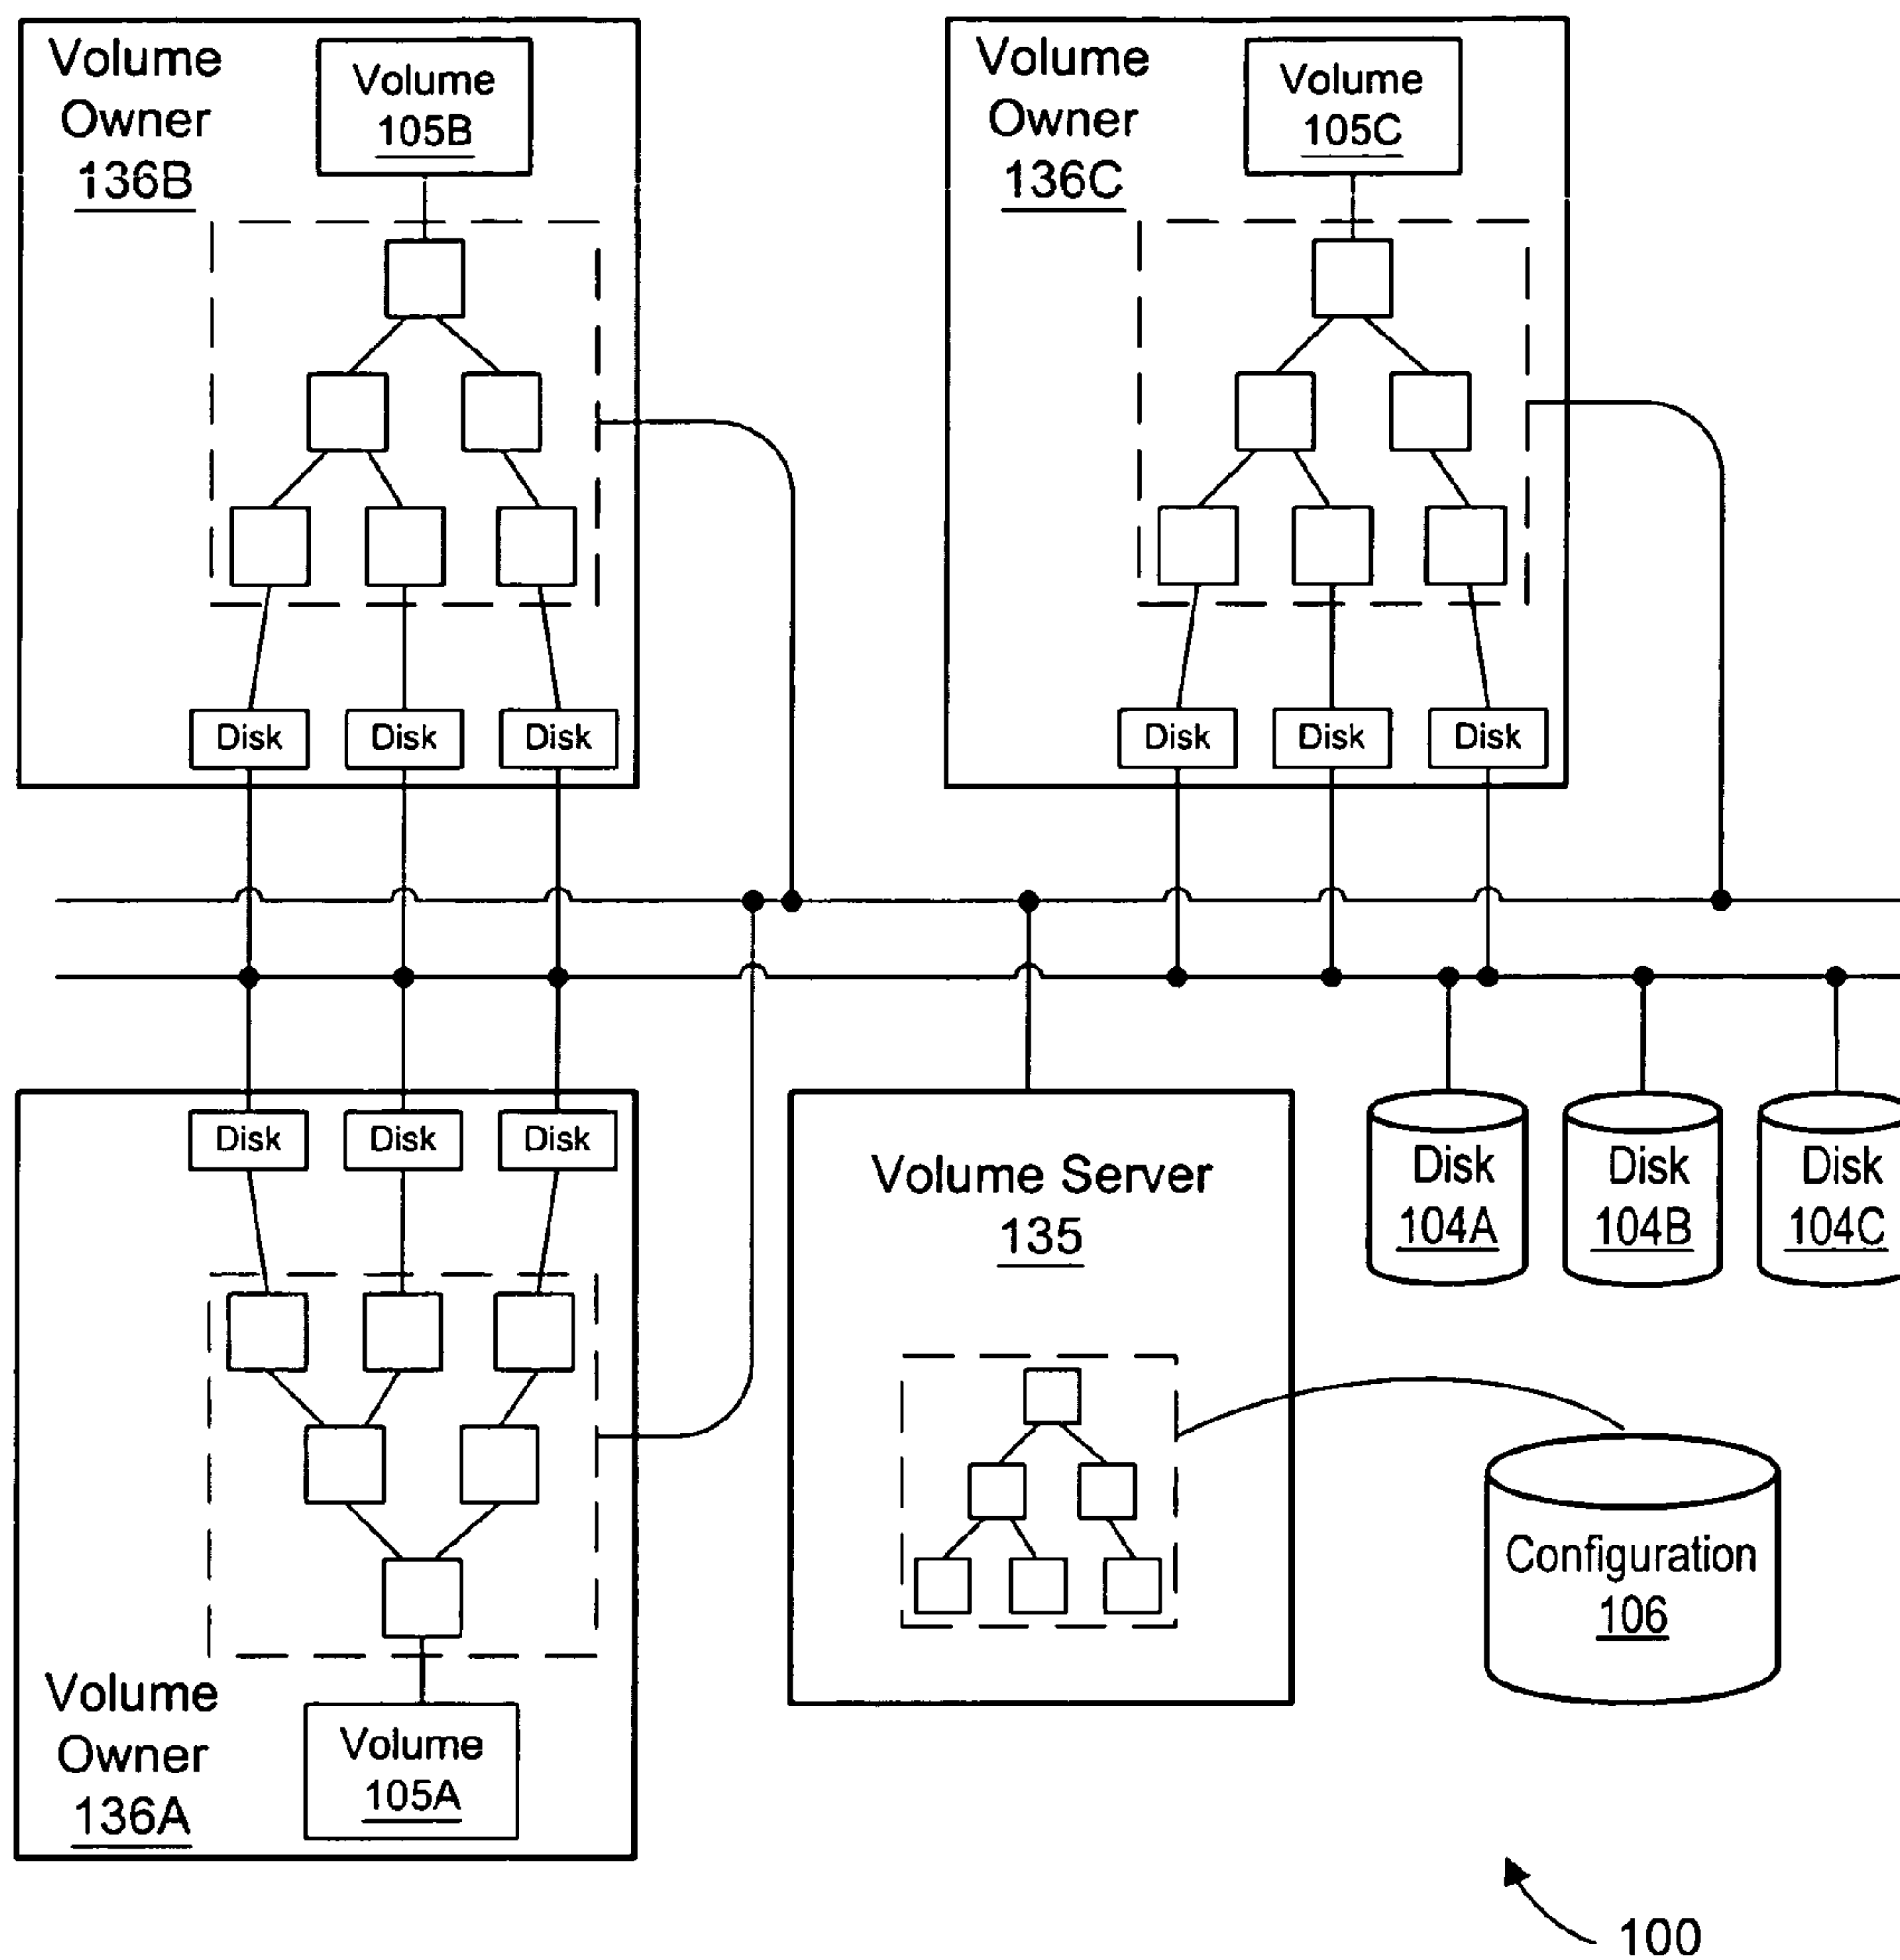 Volume
Owner
136B
Volume
105B
Disk
Disk
Disk
Volume
Owner
136C
Volume
105C
Disk
Disk
Disk
Disk
Disk
Disk
Volume
Owner
136A
Volume
105A
Volume Server
135
Disk
104A
Disk
104B
Disk
104C
Configuration
106
100